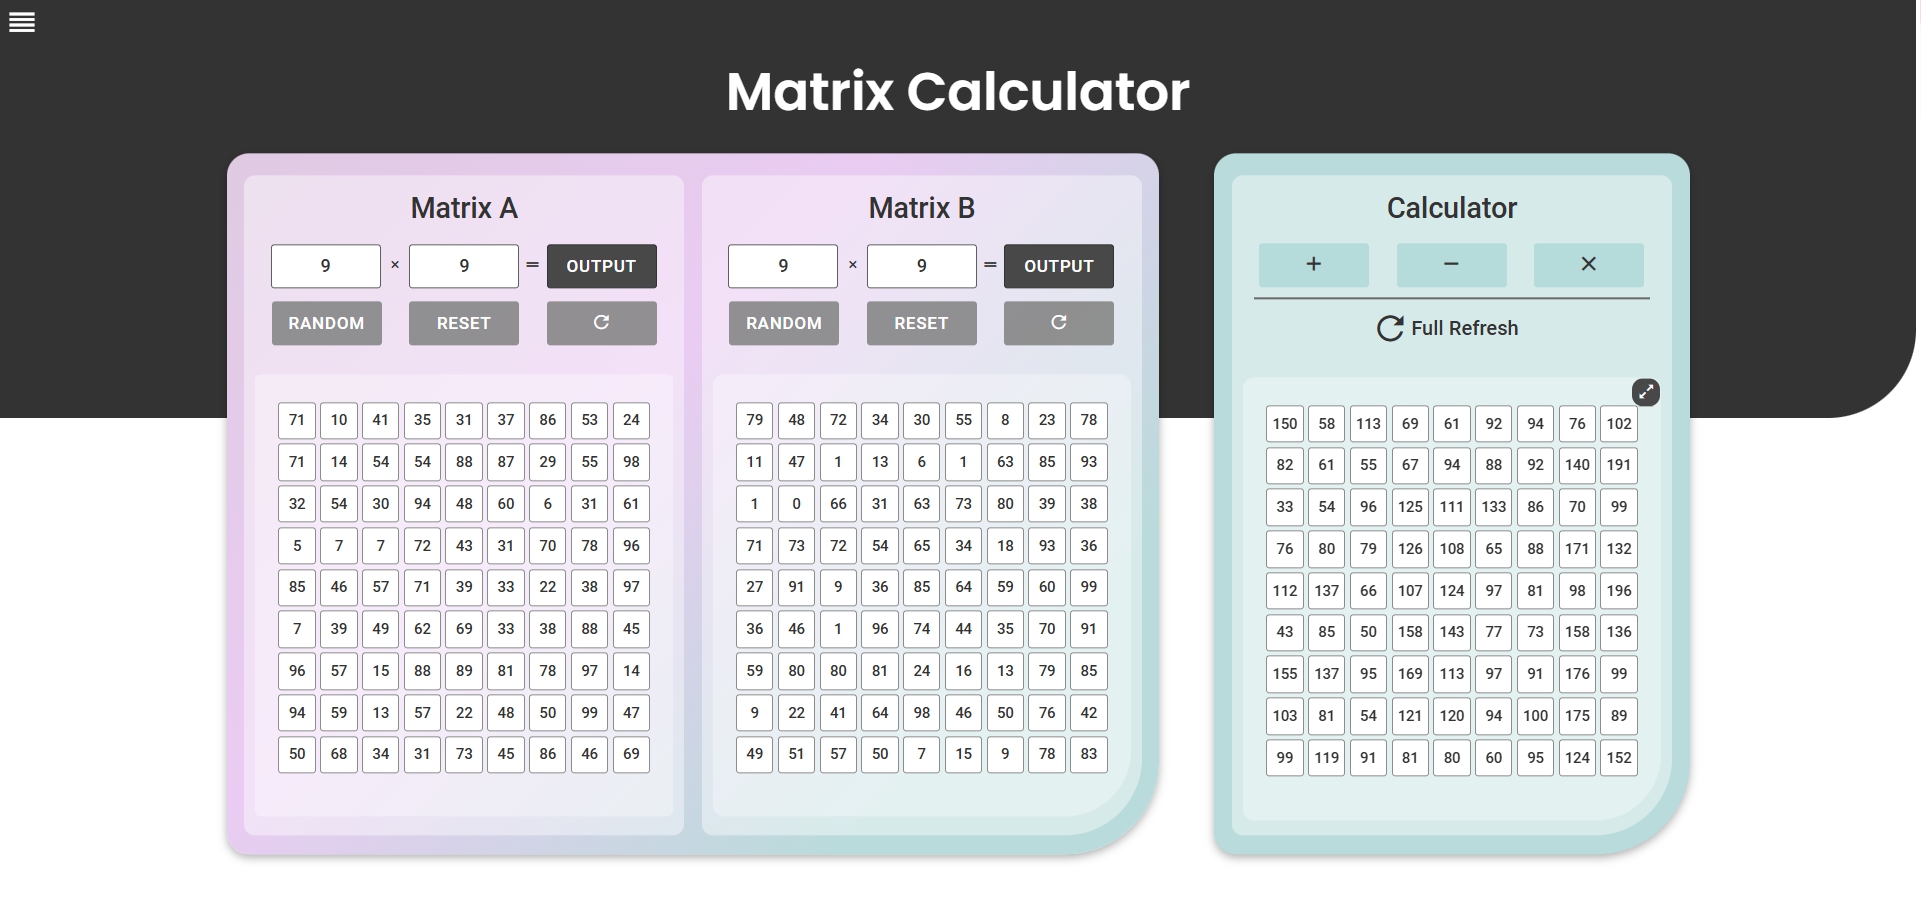 Matrix Calculator
Matrix A
9 × 9 = OUTPUT
RANDOM RESET
71 10 41 35 31 37 86 53 24
71 14 54 54 88 87 29 55 98
32 54 30 94 48 60 6 31 61
5 7 7 72 43 31 70 78 96
85 46 57 71 39 33 22 38 97
7 39 49 62 69 33 38 88 45
96 57 15 88 89 81 78 97 14
94 59 13 57 22 48 50 99 47
50 68 34 31 73 45 86 46 69
Matrix B
9 × 9 = OUTPUT
RANDOM RESET
79 48 72 34 30 55 8 23 78
11 47 1 13 6 1 63 85 93
1 0 66 31 63 73 80 39 38
71 73 72 54 65 34 18 93 36
27 91 9 36 85 64 59 60 99
36 46 1 96 74 44 35 70 91
59 80 80 81 24 16 13 79 85
9 22 41 64 98 46 50 76 42
49 51 57 50 7 15 9 78 83
Calculator
+ − ×
Full Refresh
150 58 113 69 61 92 94 76 102
82 61 55 67 94 88 92 140 191
33 54 96 125 111 133 86 70 99
76 80 79 126 108 65 88 171 132
112 137 66 107 124 97 81 98 196
43 85 50 158 143 77 73 158 136
155 137 95 169 113 97 91 176 99
103 81 54 121 120 94 100 175 89
99 119 91 81 80 60 95 124 152